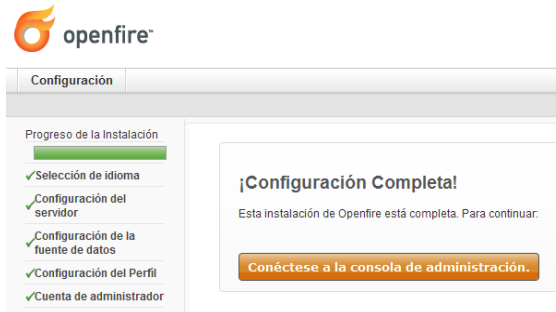 openfire™
Configuración
Progreso de la Instalación
Selección de idioma
Configuración del
servidor
Configuración de la
fuente de datos
Configuración del Perfil
Cuenta de administrador
¡Configuración Completa!
Esta instalación de Openfire está completa. Para continuar:
Conéctese a la consola de administración.